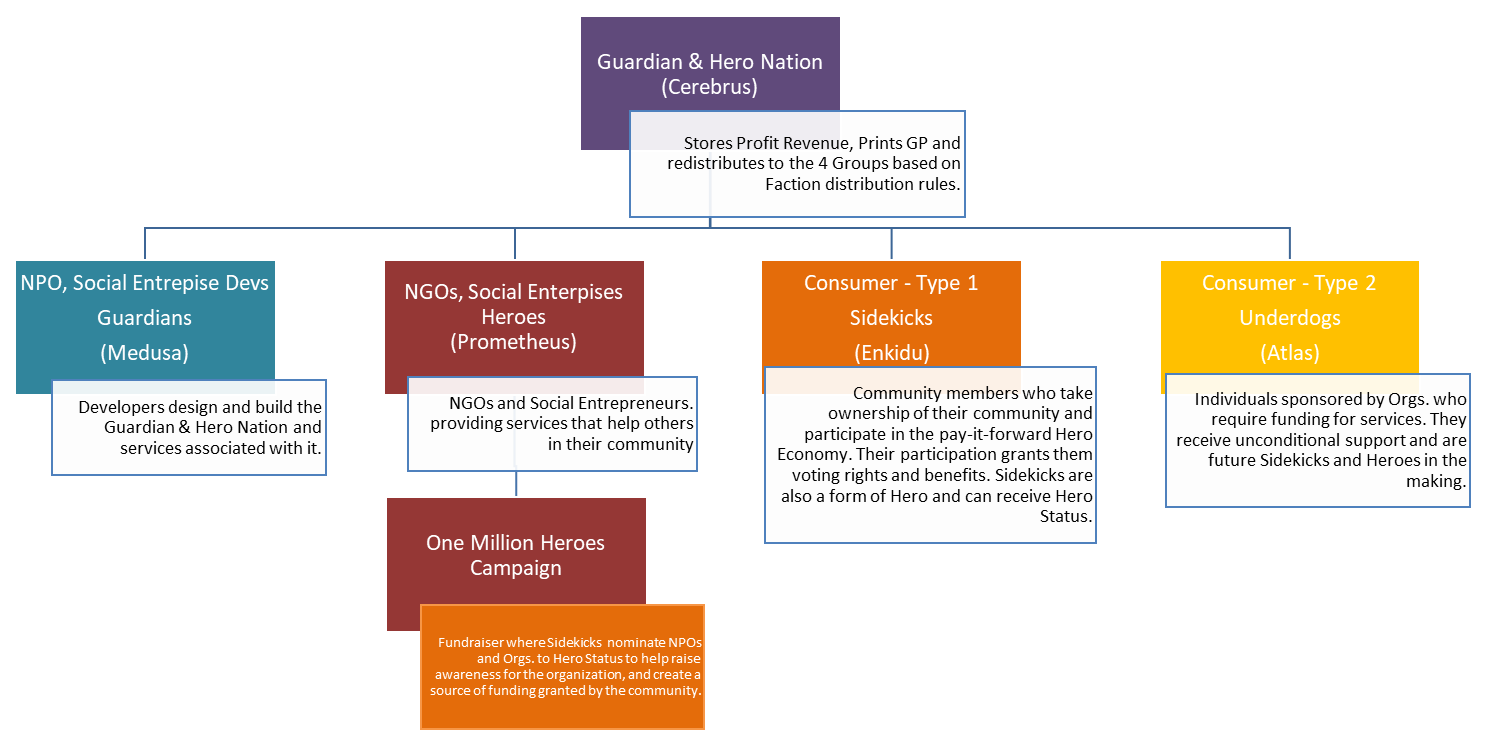 Guardian & Hero Nation
(Cerebrus)
Stores Profit Revenue, Prints GP and
redistributes to the 4 Groups based on
Faction distribution rules.
NPO, Social Entrepise Devs
Guardians
(Medusa)
Developers design and build the
Guardian & Hero Nation and
services associated with it.
NGOs, Social Enterpises
Heroes
(Prometheus)
NGOs and Social Entrepreneurs.
providing services that help others
in their community
One Million Heroes
Campaign
Fundraiser where Sidekicks nominate NPOs
and Orgs. to Hero Status to help raise
awareness for the organization, and create a
source of funding granted by the community.
Consumer - Type 1
Sidekicks
(Enkidu)
Community members who take
ownership of their community and
participate in the pay-it-forward Hero
Economy. Their participation grants them
voting rights and benefits. Sidekicks are
also a form of Hero and can receive Hero
Status.
Consumer - Type 2
Underdogs
(Atlas)
Individuals sponsored by Orgs. who
require funding for services. They
receive unconditional support and are
future Sidekicks and Heroes in the
making.